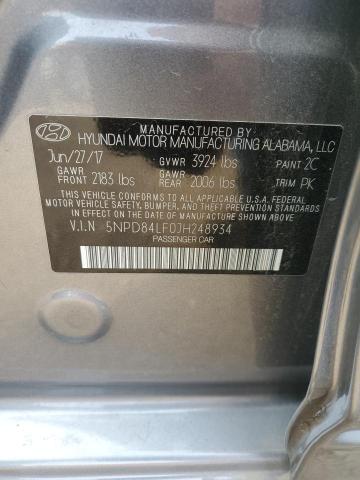 MANUFACTURED BY
HYUNDAI MOTOR MANUFACTURING ALABAMA, LLC
Jun/27/17 GVWR 3924 lbs PAINT 2C
GAWR FRONT 2183 lbs GAWR REAR 2006 lbs TRIM PK
THIS VEHICLE CONFORMS TO ALL APPLICABLE U.S.A. FEDERAL
MOTOR VEHICLE SAFETY, BUMPER, AND THEFT PREVENTION STANDARDS
IN EFFECT ON THE DATE OF MANUFACTURE SHOWN ABOVE.
V.I.N 5NPD84LF0JH248934
PASSENGER CAR